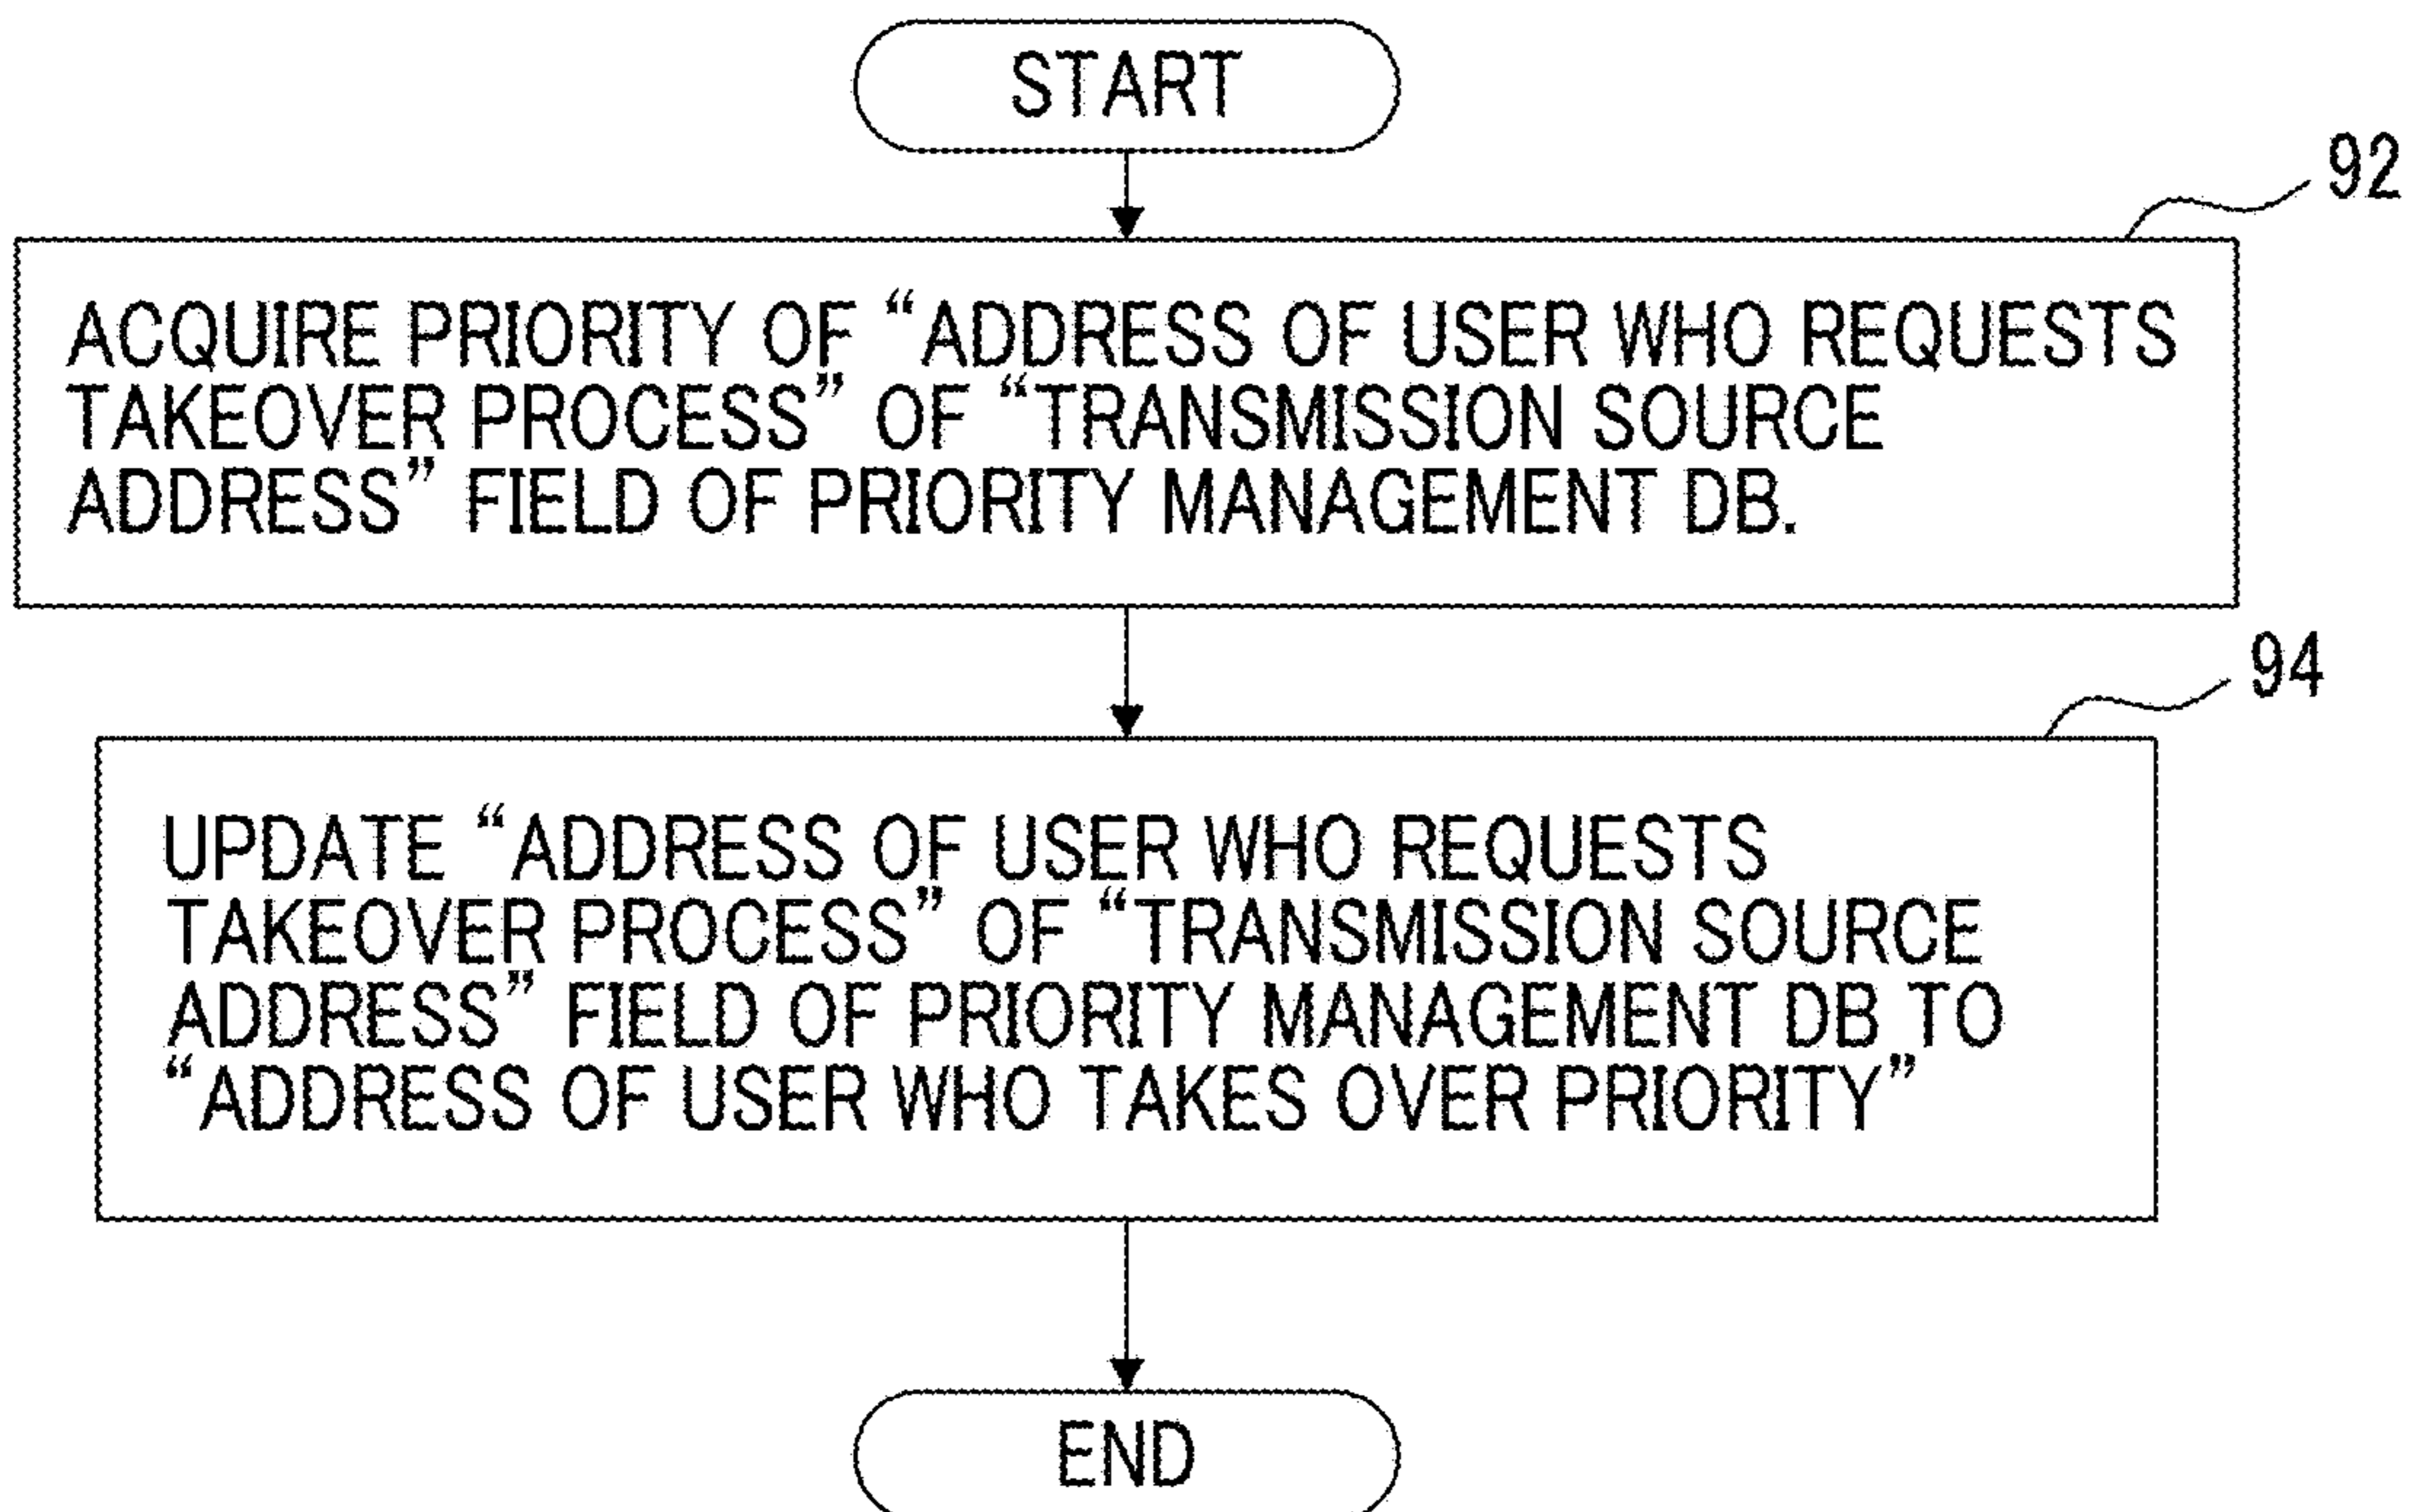 START
92
ACQUIRE PRIORITY OF “ADDRESS OF USER WHO REQUESTS
TAKEOVER PROCESS” OF “TRANSMISSION SOURCE
ADDRESS” FIELD OF PRIORITY MANAGEMENT DB.
94
UPDATE “ADDRESS OF USER WHO REQUESTS
TAKEOVER PROCESS” OF “TRANSMISSION SOURCE
ADDRESS” FIELD OF PRIORITY MANAGEMENT DB TO
“ADDRESS OF USER WHO TAKES OVER PRIORITY”
END